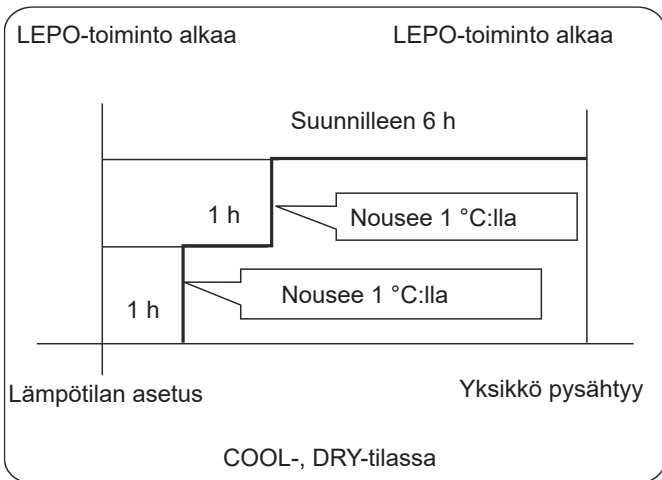 LEPO-toiminto alkaa
LEPO-toiminto alkaa
Suunnilleen 6 h
1 h
Nousee 1 °C:lla
1 h
Nousee 1 °C:lla
Lämpötilan asetus
Yksikkö pysähtyy
COOL-, DRY-tilassa